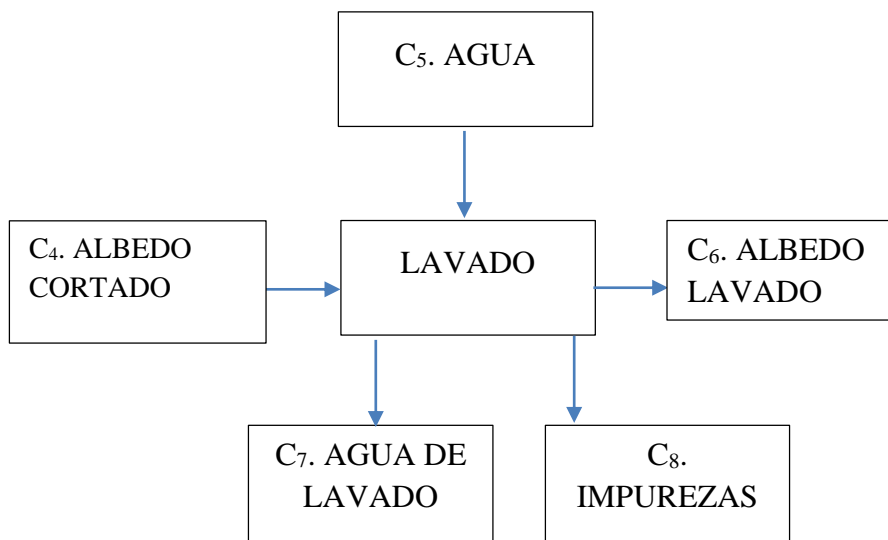 C₅. AGUA
C₄. ALBEDO
CORTADO
LAVADO
C₆. ALBEDO
LAVADO
C₇. AGUA DE
LAVADO
C₈.
IMPUREZAS